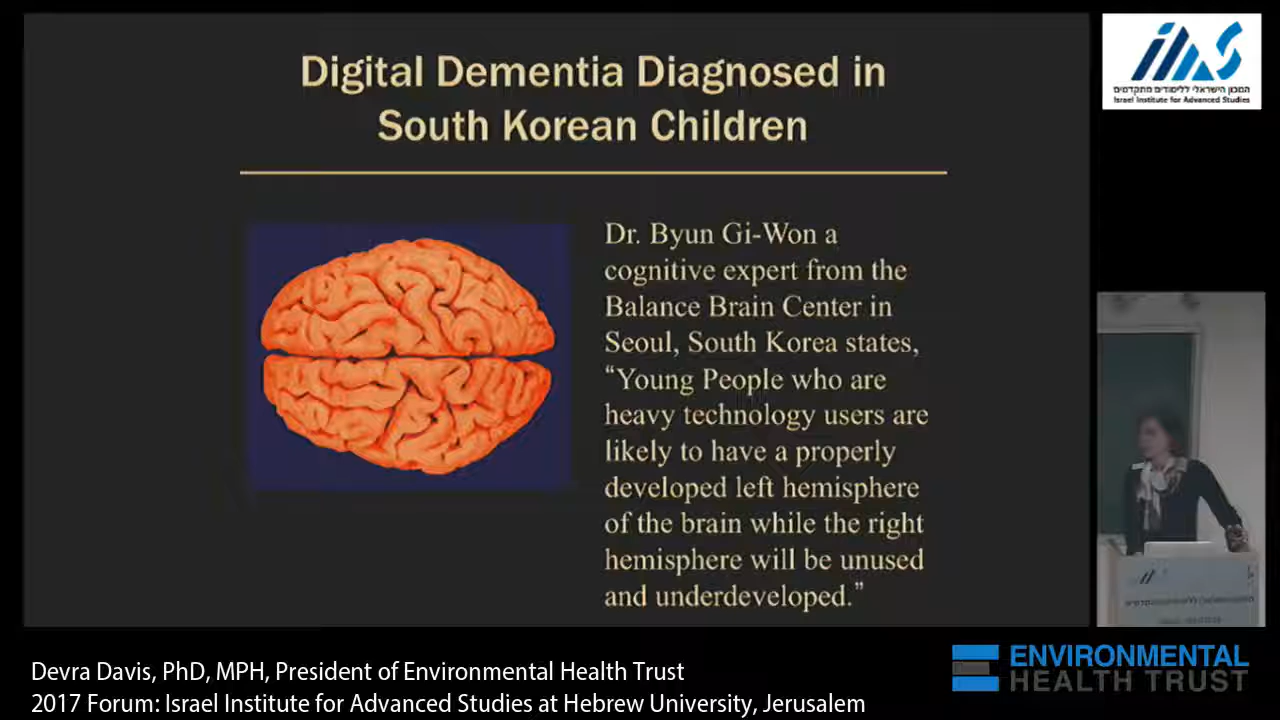 Digital Dementia Diagnosed in
South Korean Children
Dr. Byun Gi-Won a
cognitive expert from the
Balance Brain Center in
Seoul, South Korea states,
“Young People who are
heavy technology users are
likely to have a properly
developed left hemisphere
of the brain while the right
hemisphere will be unused
and underdeveloped.”
המכון הישראלי ללימודים מתקדמים
Israel Institute for Advanced Studies
Devra Davis, PhD, MPH, President of Environmental Health Trust
2017 Forum: Israel Institute for Advanced Studies at Hebrew University, Jerusalem
ENVIRONMENTAL
HEALTH TRUST